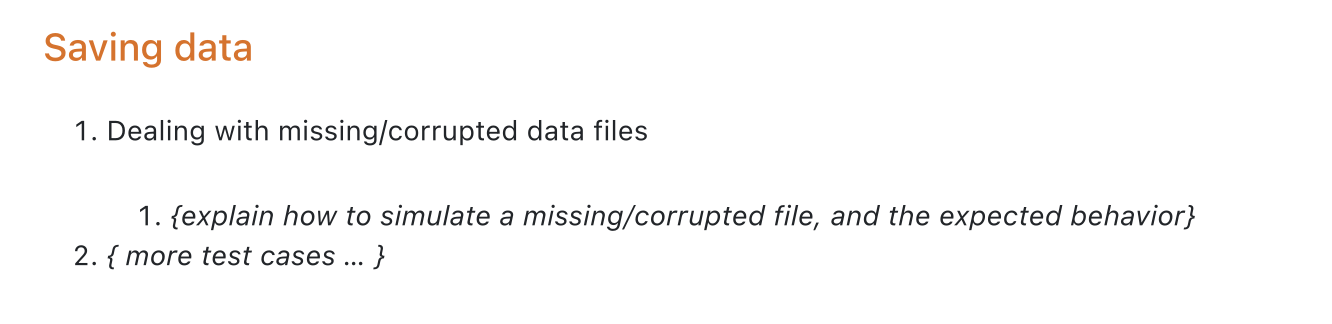 Saving data
1. Dealing with missing/corrupted data files
1. {explain how to simulate a missing/corrupted file, and the expected behavior}
2. { more test cases … }